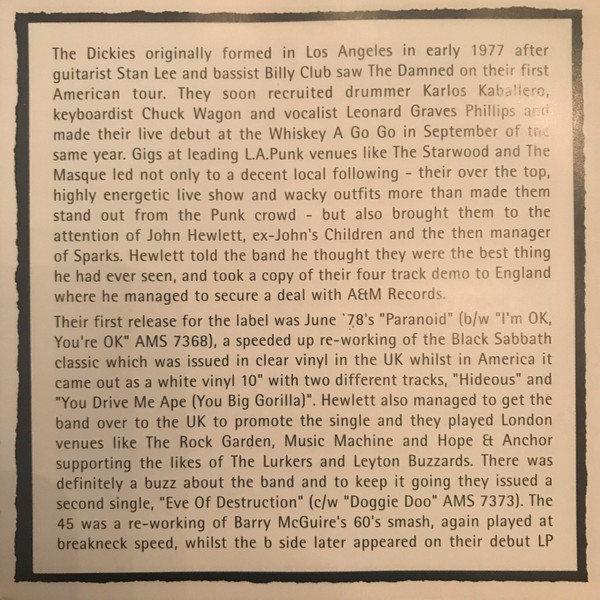 The Dickies originally formed in Los Angeles in early 1977 after
guitarist Stan Lee and bassist Billy Club saw The Damned on their first
American tour. They soon recruited drummer Karlos Kaballero,
keyboardist Chuck Wagon and vocalist Leonard Graves Phillips and
made their live debut at the Whiskey A Go Go in September of the
same year. Gigs at leading L.A.Punk venues like The Starwood and The
Masque led not only to a decent local following - their over the top,
highly energetic live show and wacky outfits more than made them
stand out from the Punk crowd - but also brought them to the
attention of John Hewlett, ex-John's Children and the then manager
of Sparks. Hewlett told the band he thought they were the best thing
he had ever seen, and took a copy of their four track demo to England
where he managed to secure a deal with A&M Records.
Their first release for the label was June `78's "Paranoid" (b/w "I'm OK,
You're OK" AMS 7368), a speeded up re-working of the Black Sabbath
classic which was issued in clear vinyl in the UK whilst in America it
came out as a white vinyl 10" with two different tracks, "Hideous" and
"You Drive Me Ape (You Big Gorilla)". Hewlett also managed to get the
band over to the UK to promote the single and they played London
venues like The Rock Garden, Music Machine and Hope & Anchor
supporting the likes of The Lurkers and Leyton Buzzards. There was
definitely a buzz about the band and to keep it going they issued a
second single, "Eve Of Destruction" (c/w "Doggie Doo" AMS 7373). The
45 was a re-working of Barry McGuire's 60's smash, again played at
breakneck speed, whilst the b side later appeared on their debut LP